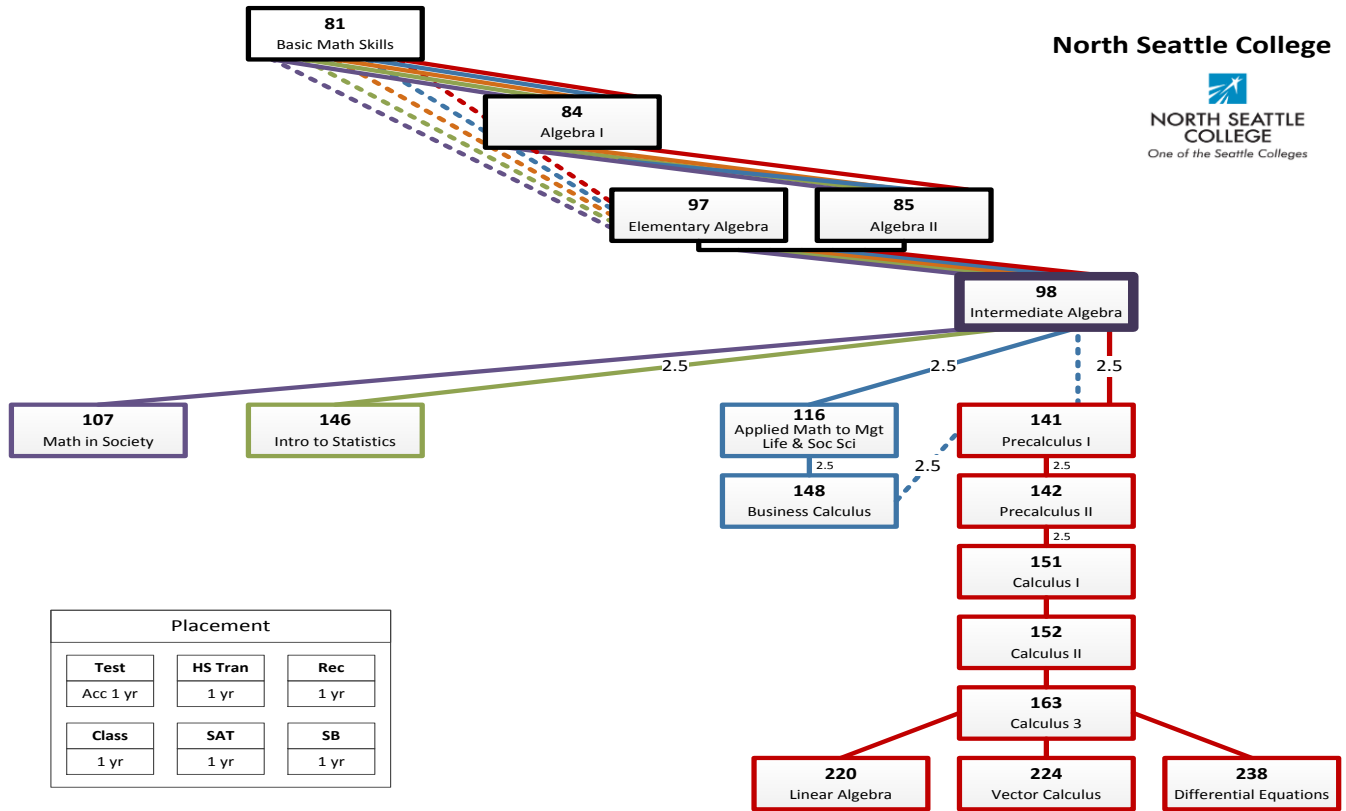 81
Basic Math Skills
North Seattle College
NORTH SEATTLE
COLLEGE
One of the Seattle Colleges
84
Algebra I
97
Elementary Algebra
85
Algebra II
98
Intermediate Algebra
2.5
2.5
2.5
107
Math in Society
146
Intro to Statistics
116
Applied Math to Mgt
Life & Soc Sci
141
Precalculus I
2.5
2.5
2.5
148
Business Calculus
142
Precalculus II
2.5
151
Calculus I
152
Calculus II
163
Calculus 3
220
Linear Algebra
224
Vector Calculus
238
Differential Equations
Placement
Test
Acc 1 yr
HS Tran
1 yr
Rec
1 yr
Class
1 yr
SAT
1 yr
SB
1 yr